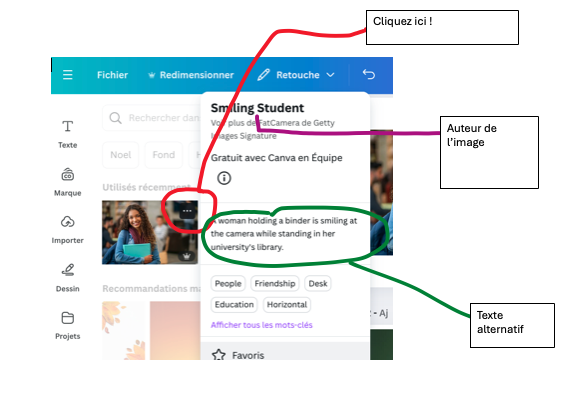 Cliquez ici !
Fichier
Redimensionner
Retouche
Smiling Student
Voir plus de FatCamera de Getty
Images Signature
Auteur de
l'image
Texte
Rechercher dan
Noel
Fond
Gratuit avec Canva en Équipe
Marque
Utilisés récemment
Importer
A woman holding a binder is smiling at
the camera while standing in her
university's library.
Dessin
People
Friendship
Desk
Recommandations ma
Education
Horizontal
Projets
Afficher tous les mots-clés
- Aj
Texte
alternatif
Favoris